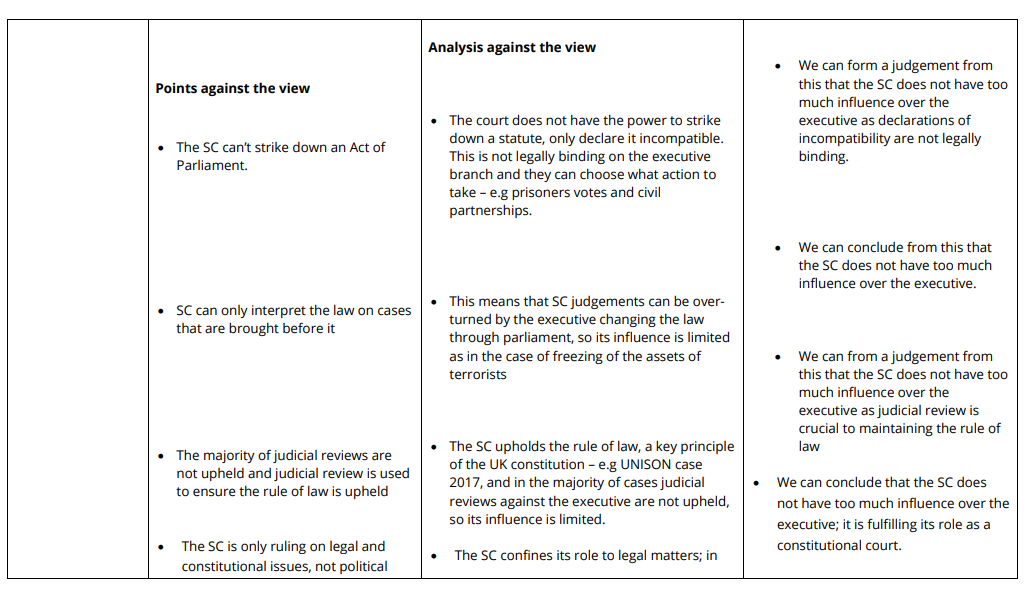 Points against the view
• The SC can’t strike down an Act of
Parliament.
• SC can only interpret the law on cases
that are brought before it
• The majority of judicial reviews are
not upheld and judicial review is used
to ensure the rule of law is upheld
• The SC is only ruling on legal and
constitutional issues, not political
Analysis against the view
• The court does not have the power to strike
down a statute, only declare it incompatible.
This is not legally binding on the executive
branch and they can choose what action to
take – e.g prisoners votes and civil
partnerships.
• This means that SC judgements can be over-
turned by the executive changing the law
through parliament, so its influence is limited
as in the case of freezing of the assets of
terrorists
• The SC upholds the rule of law, a key principle
of the UK constitution – e.g UNISON case
2017, and in the majority of cases judicial
reviews against the executive are not upheld,
so its influence is limited.
• The SC confines its role to legal matters; in
• We can form a judgement from
this that the SC does not have too
much influence over the
executive as declarations of
incompatibility are not legally
binding.
• We can conclude from this that
the SC does not have too much
influence over the executive.
• We can from a judgement from
this that the SC does not have too
much influence over the
executive as judicial review is
crucial to maintaining the rule of
law
• We can conclude that the SC does
not have too much influence over the
executive; it is fulfilling its role as a
constitutional court.